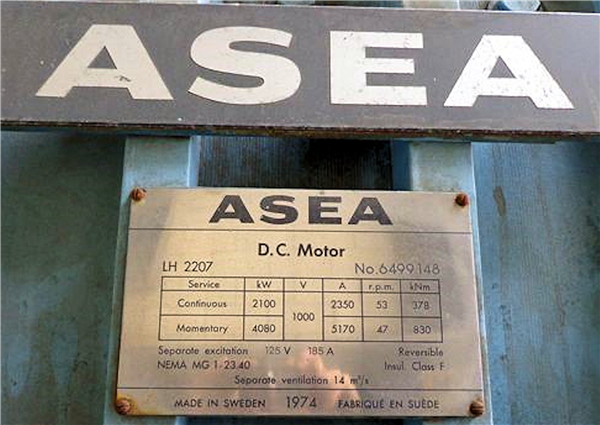 ASEA
ASEA
D.C. Motor
LH 2207 No. 6499148
Service kW V A r.p.m. kNm
Continuous 2100 1000 2350 53 378
Momentary 4080 5170 47 830
Separate excitation 125 V 185 A Reversible
NEMA MG 1-23.40 Insul. Class F
Separate ventilation 14 m³/s
MADE IN SWEDEN 1974 FABRIQUÉ EN SUÈDE